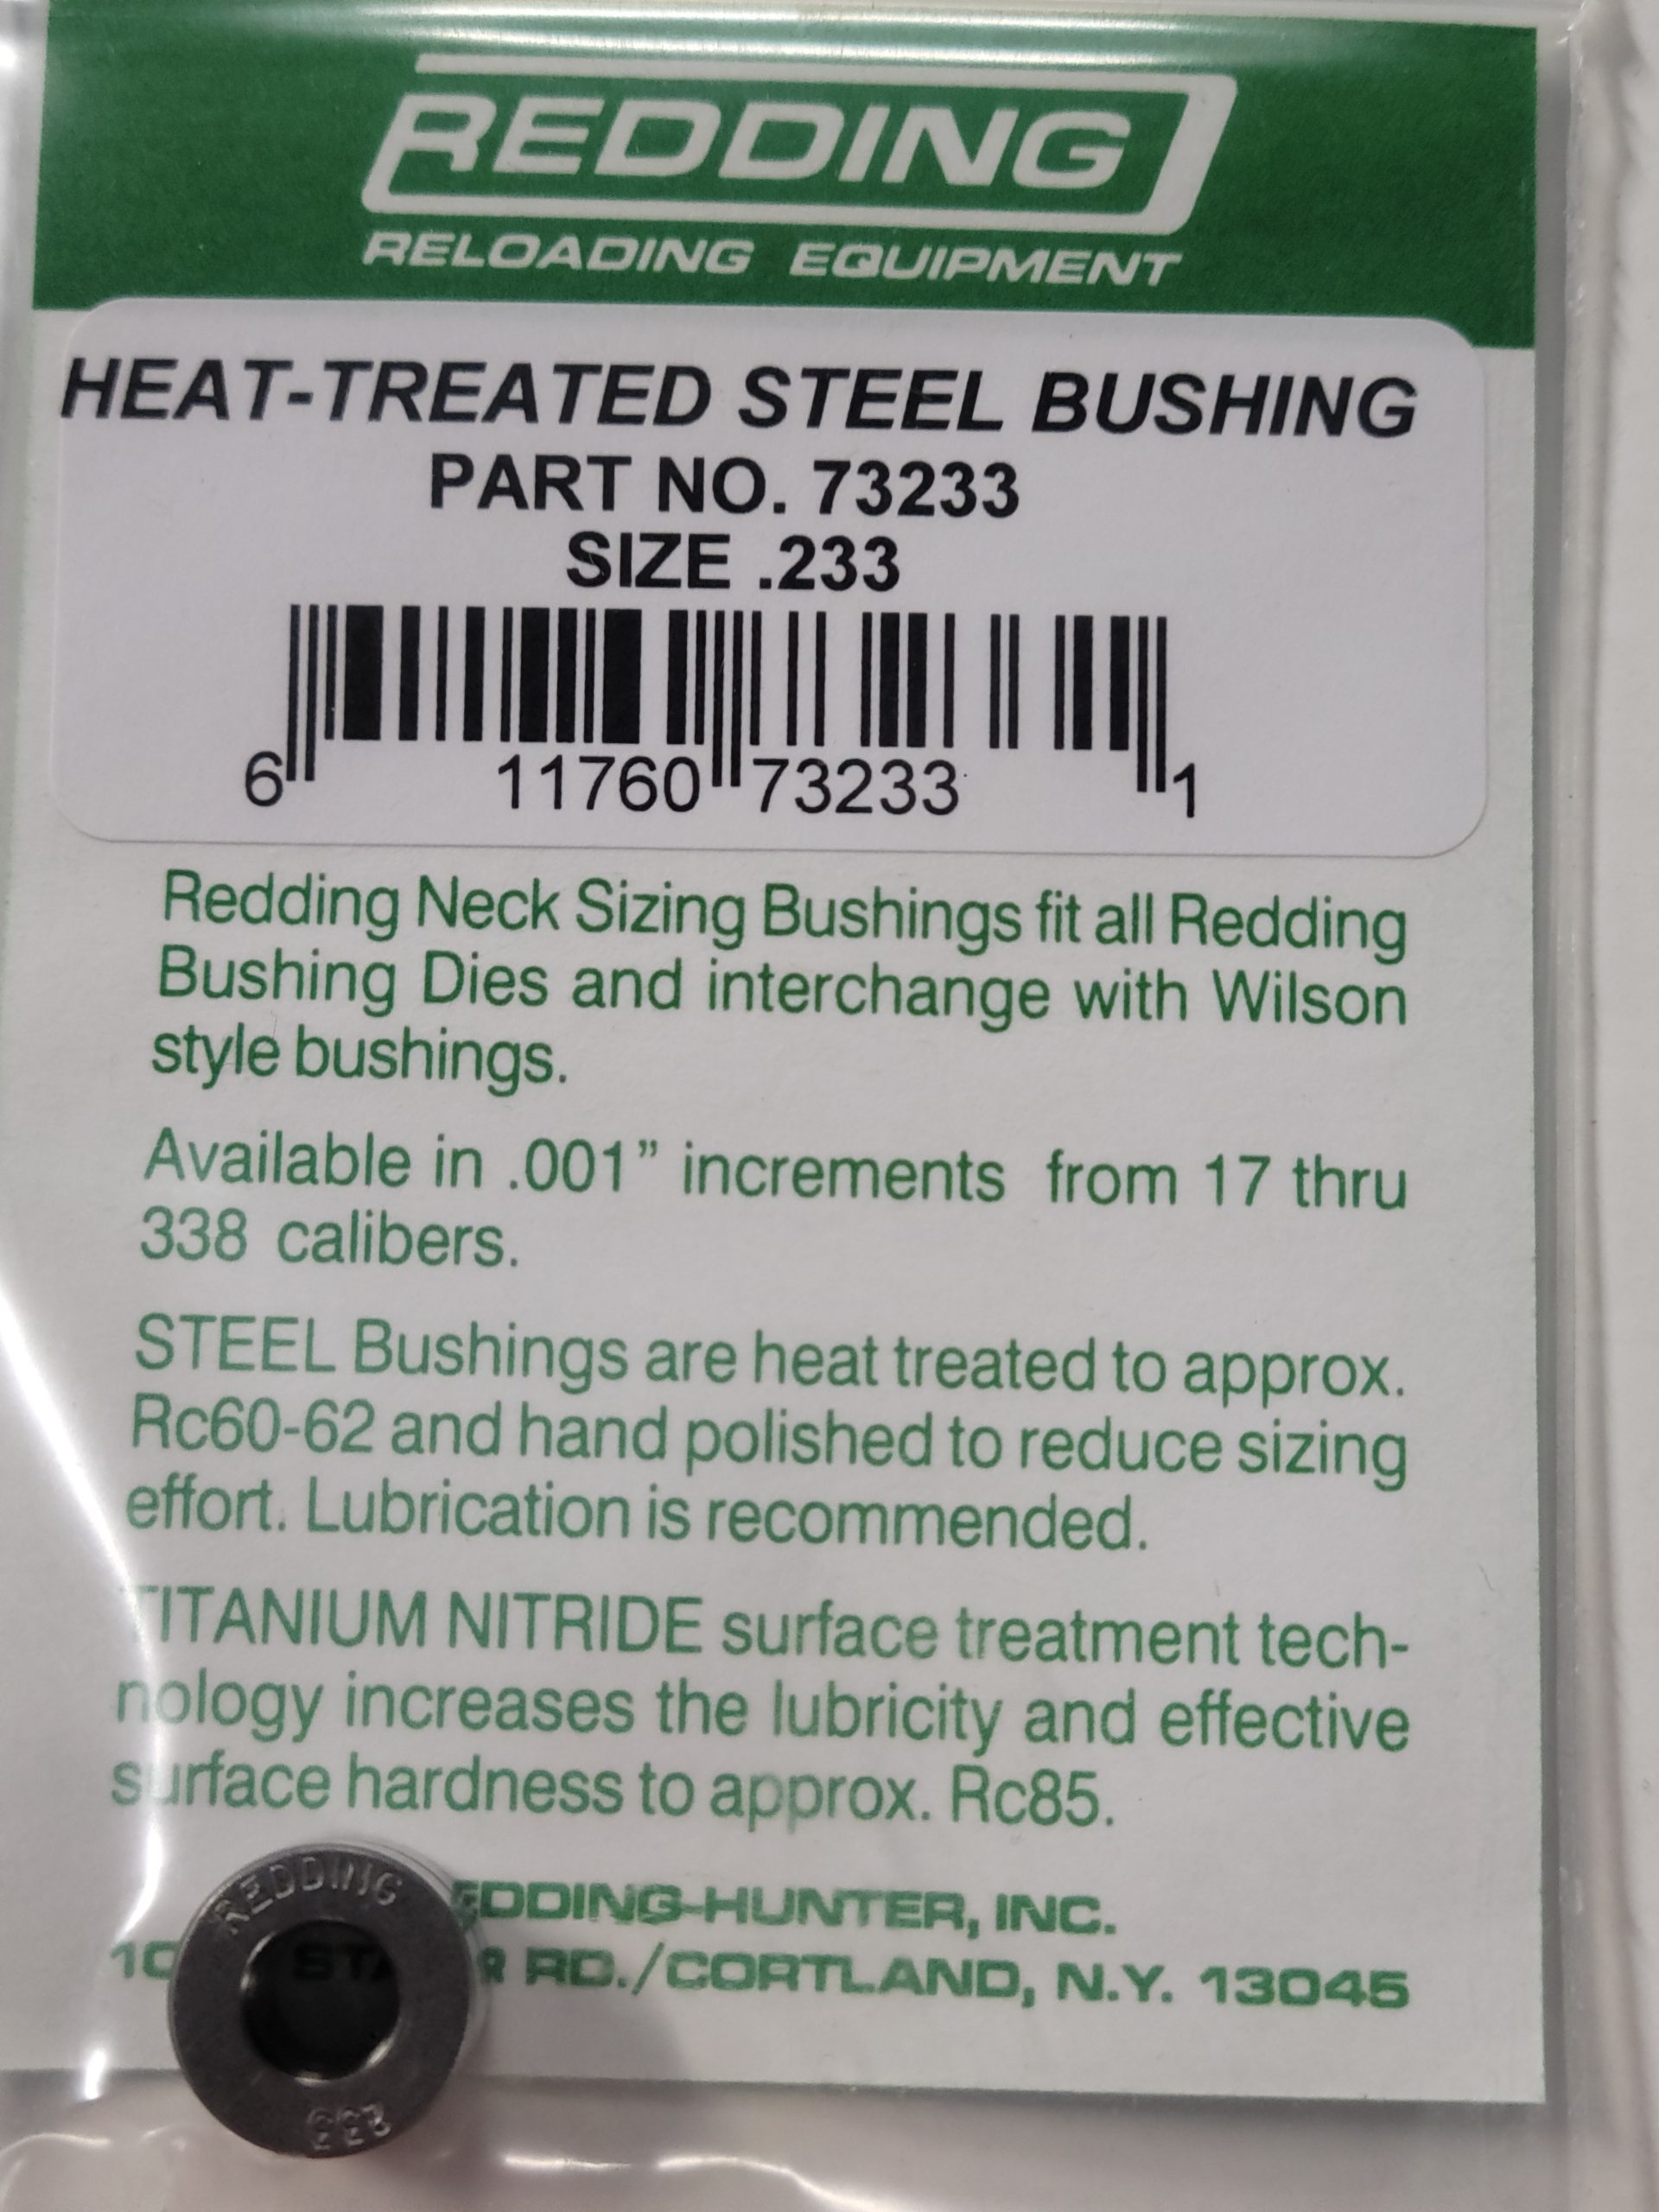 REDDING
RELOADING EQUIPMENT
HEAT-TREATED STEEL BUSHING
PART NO. 73233
SIZE .233
6 11760 73233 1
Redding Neck Sizing Bushings fit all Redding
Bushing Dies and interchange with Wilson
style bushings.
Available in .001” increments from 17 thru
338 calibers.
STEEL Bushings are heat treated to approx.
Rc60-62 and hand polished to reduce sizing
effort. Lubrication is recommended.
TITANIUM NITRIDE surface treatment tech-
nology increases the lubricity and effective
surface hardness to approx. Rc85.
EDDING-HUNTER, INC.
RD./CORTLAND, N.Y. 13045
REDDING
233